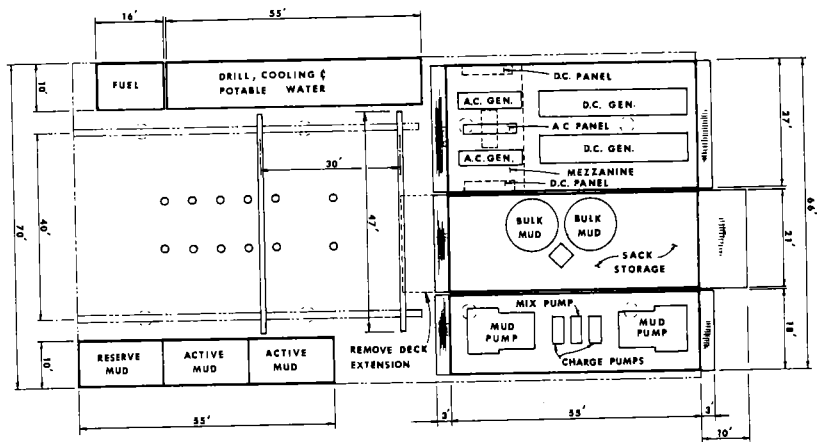 16'
55'
FUEL
DRILL, COOLING ¢
POTABLE WATER
10'
D.C. PANEL
A.C. GEN.
D.C. GEN.
A.C PANEL
D.C. GEN.
A.C. GEN.
MEZZANINE
D.C. PANEL
27'
30'
47'
40'
70'
BULK
MUD
BULK
MUD
SACK
STORAGE
21'
66'
MIX PUMP
MUD
PUMP
MUD
PUMP
CHARGE PUMPS
18'
REMOVE DECK
EXTENSION
RESERVE
MUD
ACTIVE
MUD
ACTIVE
MUD
10'
55'
3'
55'
3'
10'